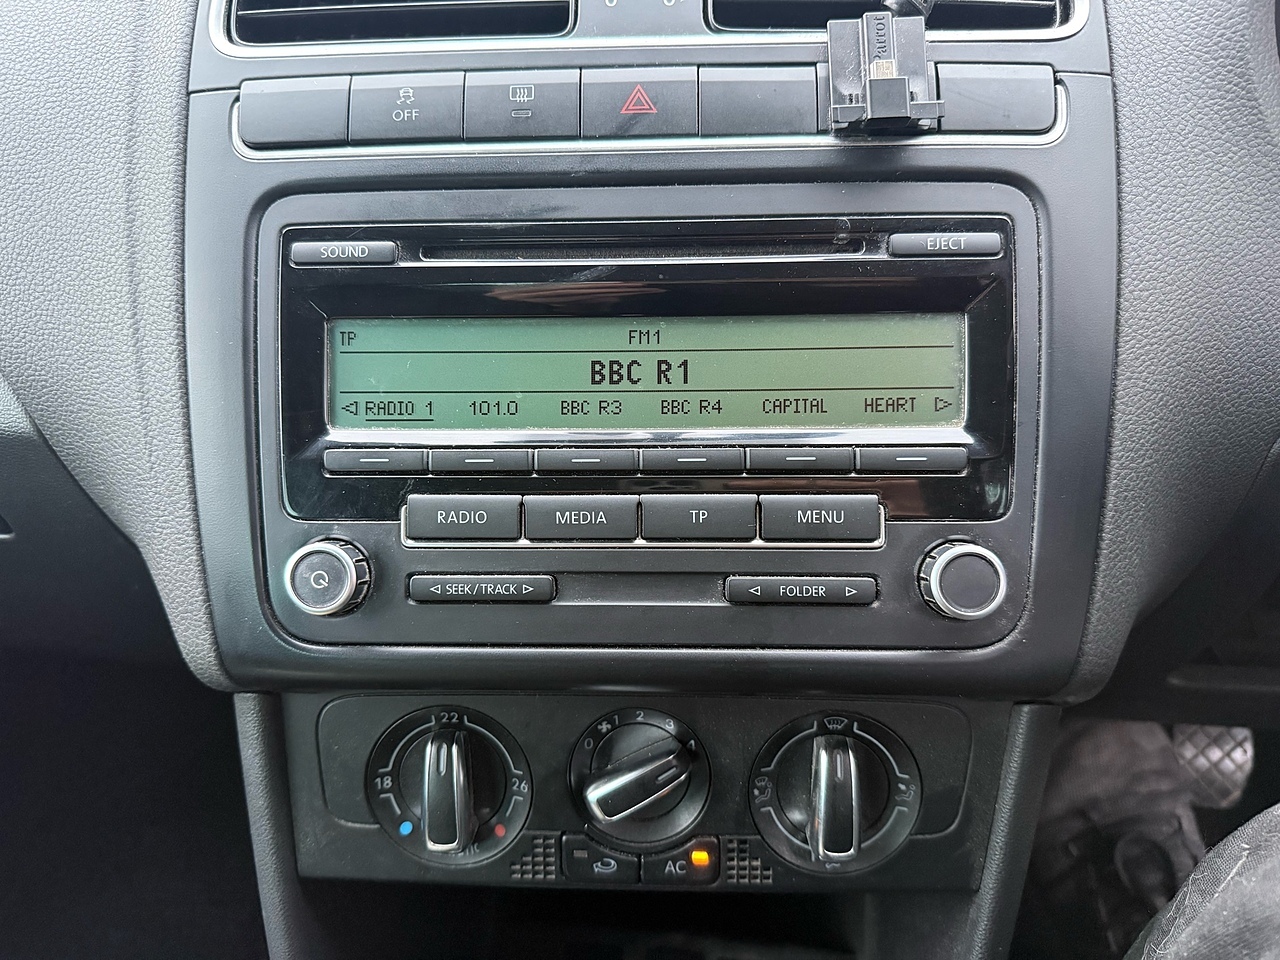 Parrot
OFF
SOUND
EJECT
TP FM1
BBC R1
RADIO 1 101.0 BBC R3 BBC R4 CAPITAL HEART
RADIO MEDIA TP MENU
SEEK/TRACK FOLDER
22
18 26
0 1 2 3 4
AC